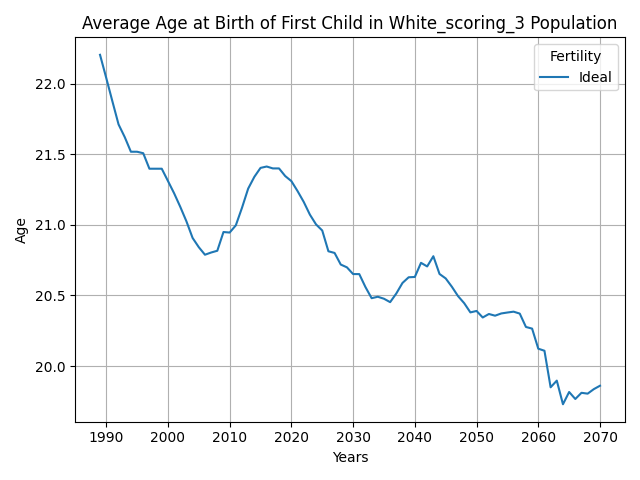 Average Age at Birth of First Child in White_scoring_3 Population
Fertility
Ideal
22.0
21.5
21.0
20.5
20.0
Age
1990 2000 2010 2020 2030 2040 2050 2060 2070
Years